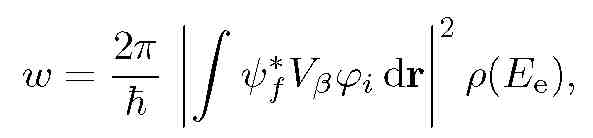 w = \frac{2\pi}{\hbar} \left| \int \psi_f^* V_{\beta} \varphi_i \, \mathrm{d}\mathbf{r} \right|^2 \rho(E_{\mathrm{e}}),